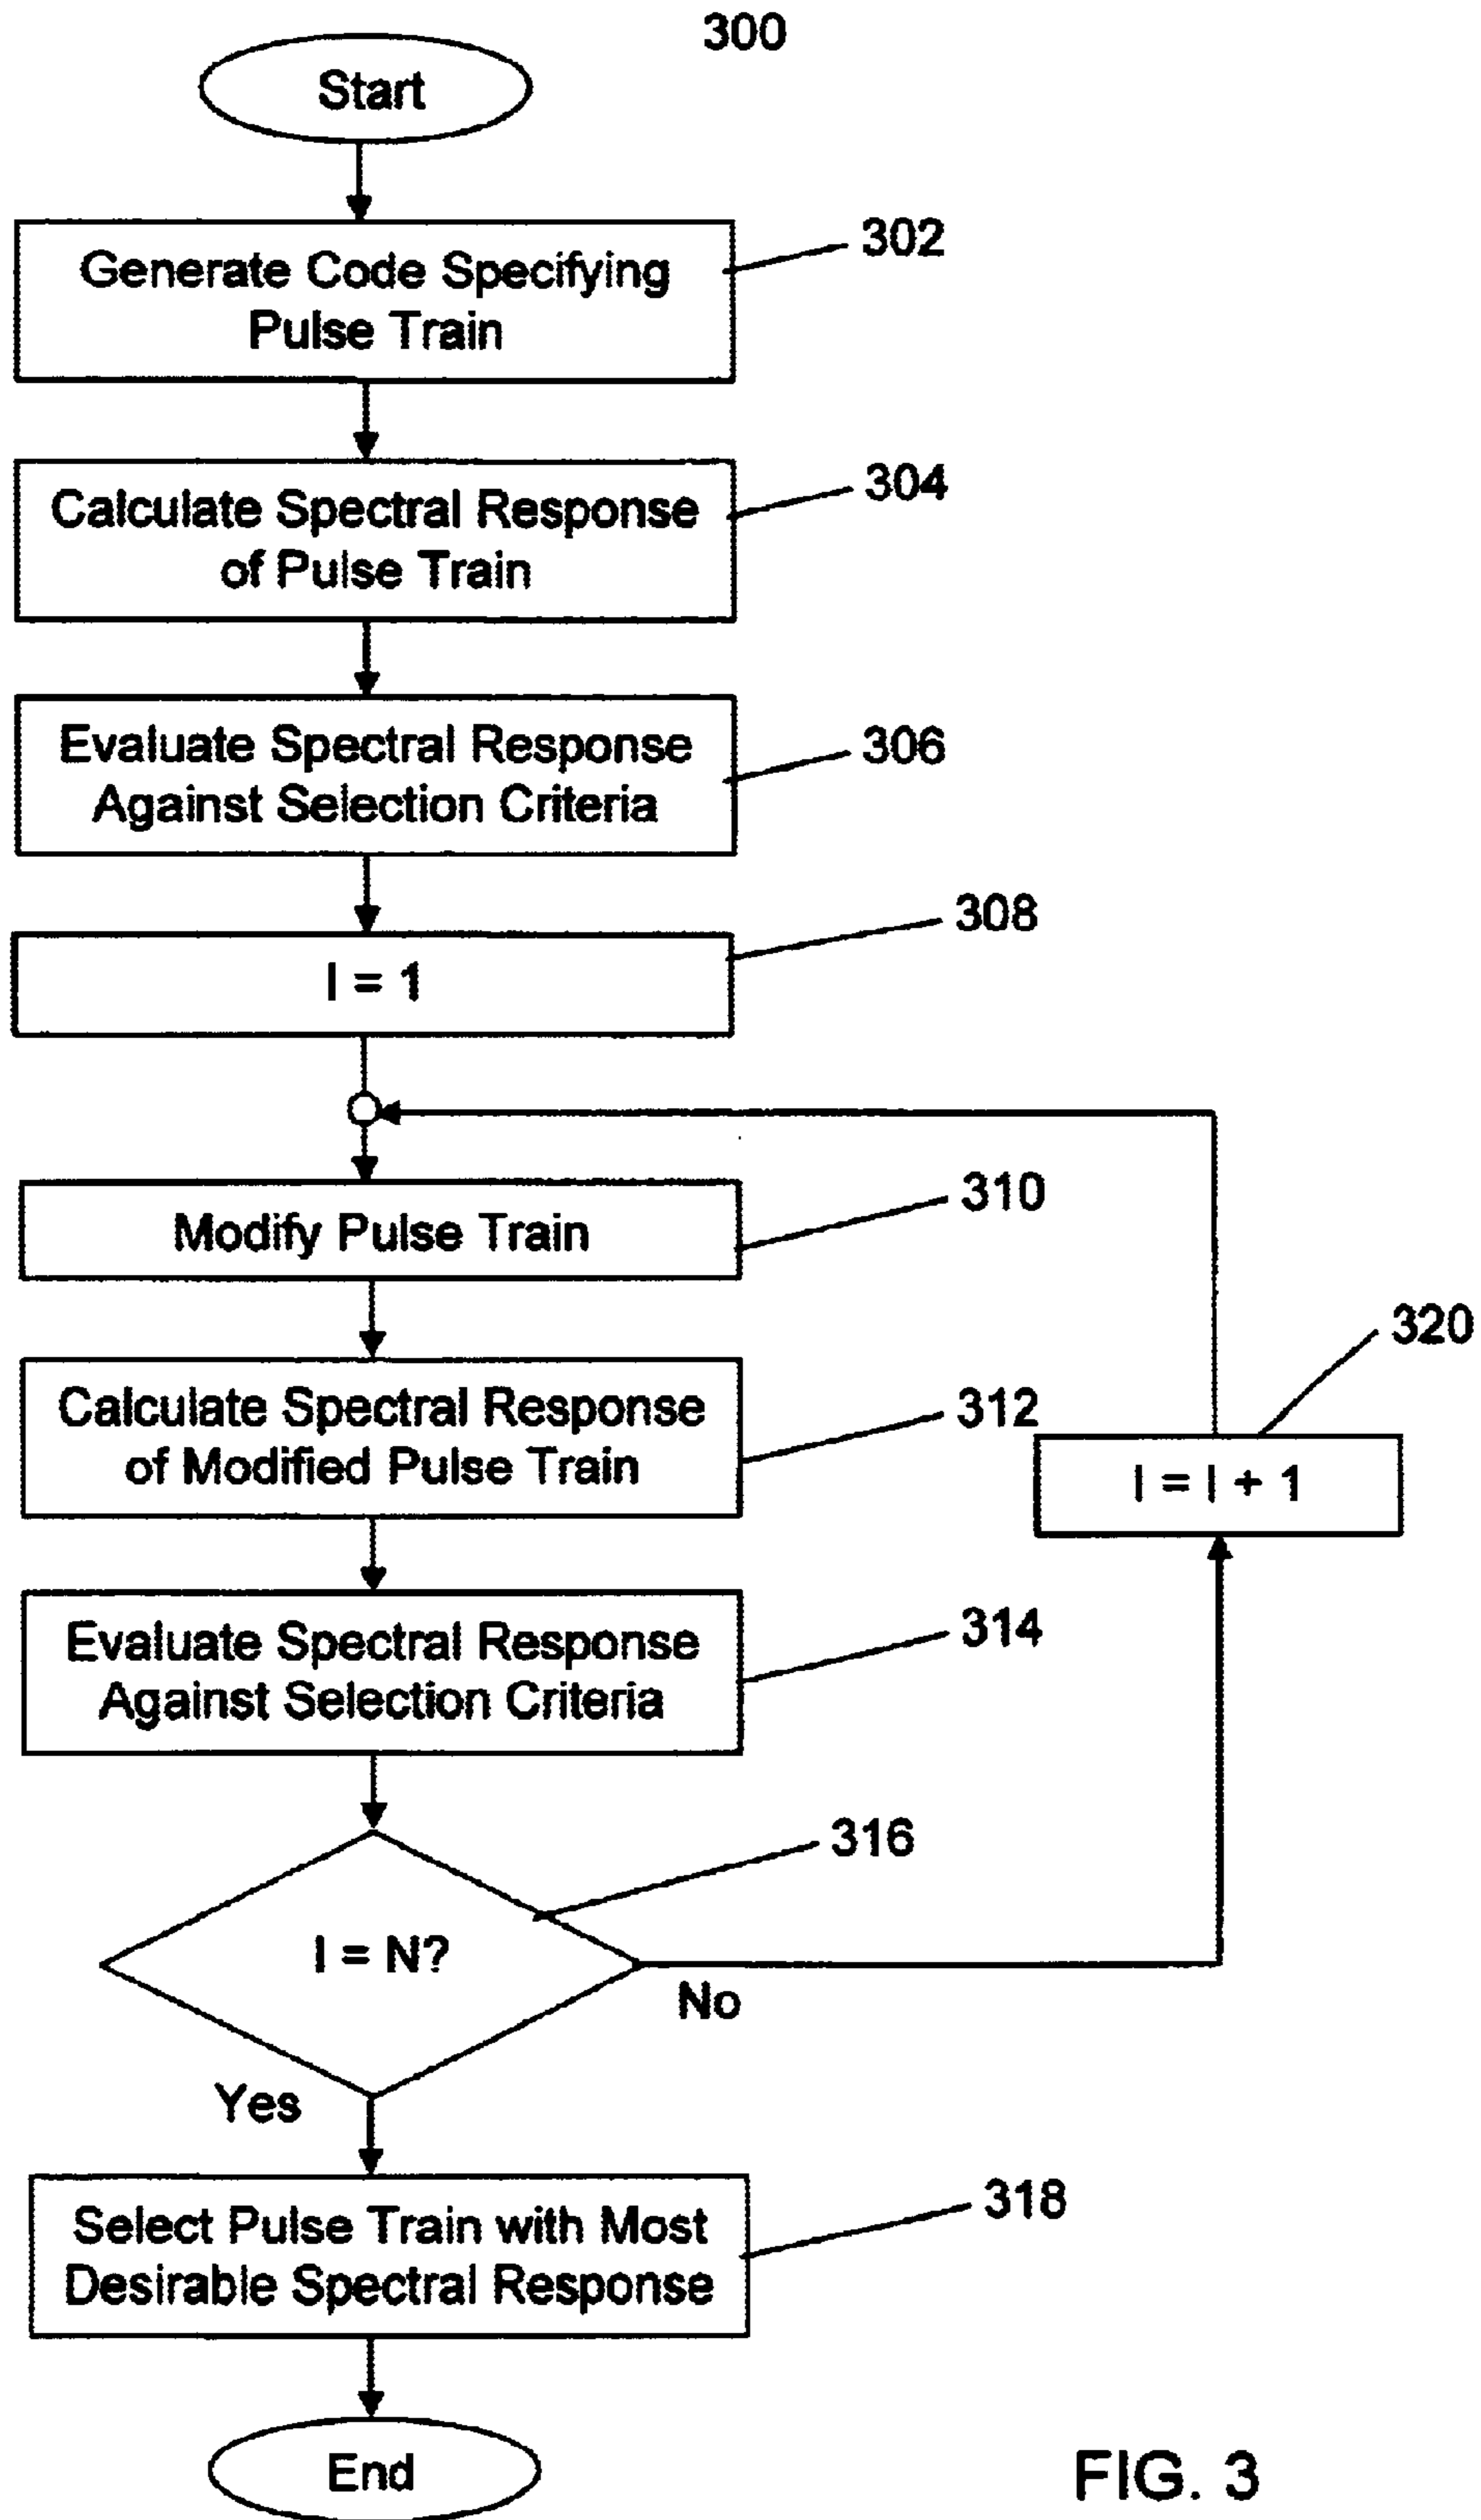 300
Start
302
Generate Code Specifying
Pulse Train
304
Calculate Spectral Response
of Pulse Train
306
Evaluate Spectral Response
Against Selection Criteria
308
I = 1
310
Modify Pulse Train
320
312
Calculate Spectral Response
of Modified Pulse Train
I = I + 1
314
Evaluate Spectral Response
Against Selection Criteria
316
I = N?
No
Yes
318
Select Pulse Train with Most
Desirable Spectral Response
End
FIG. 3